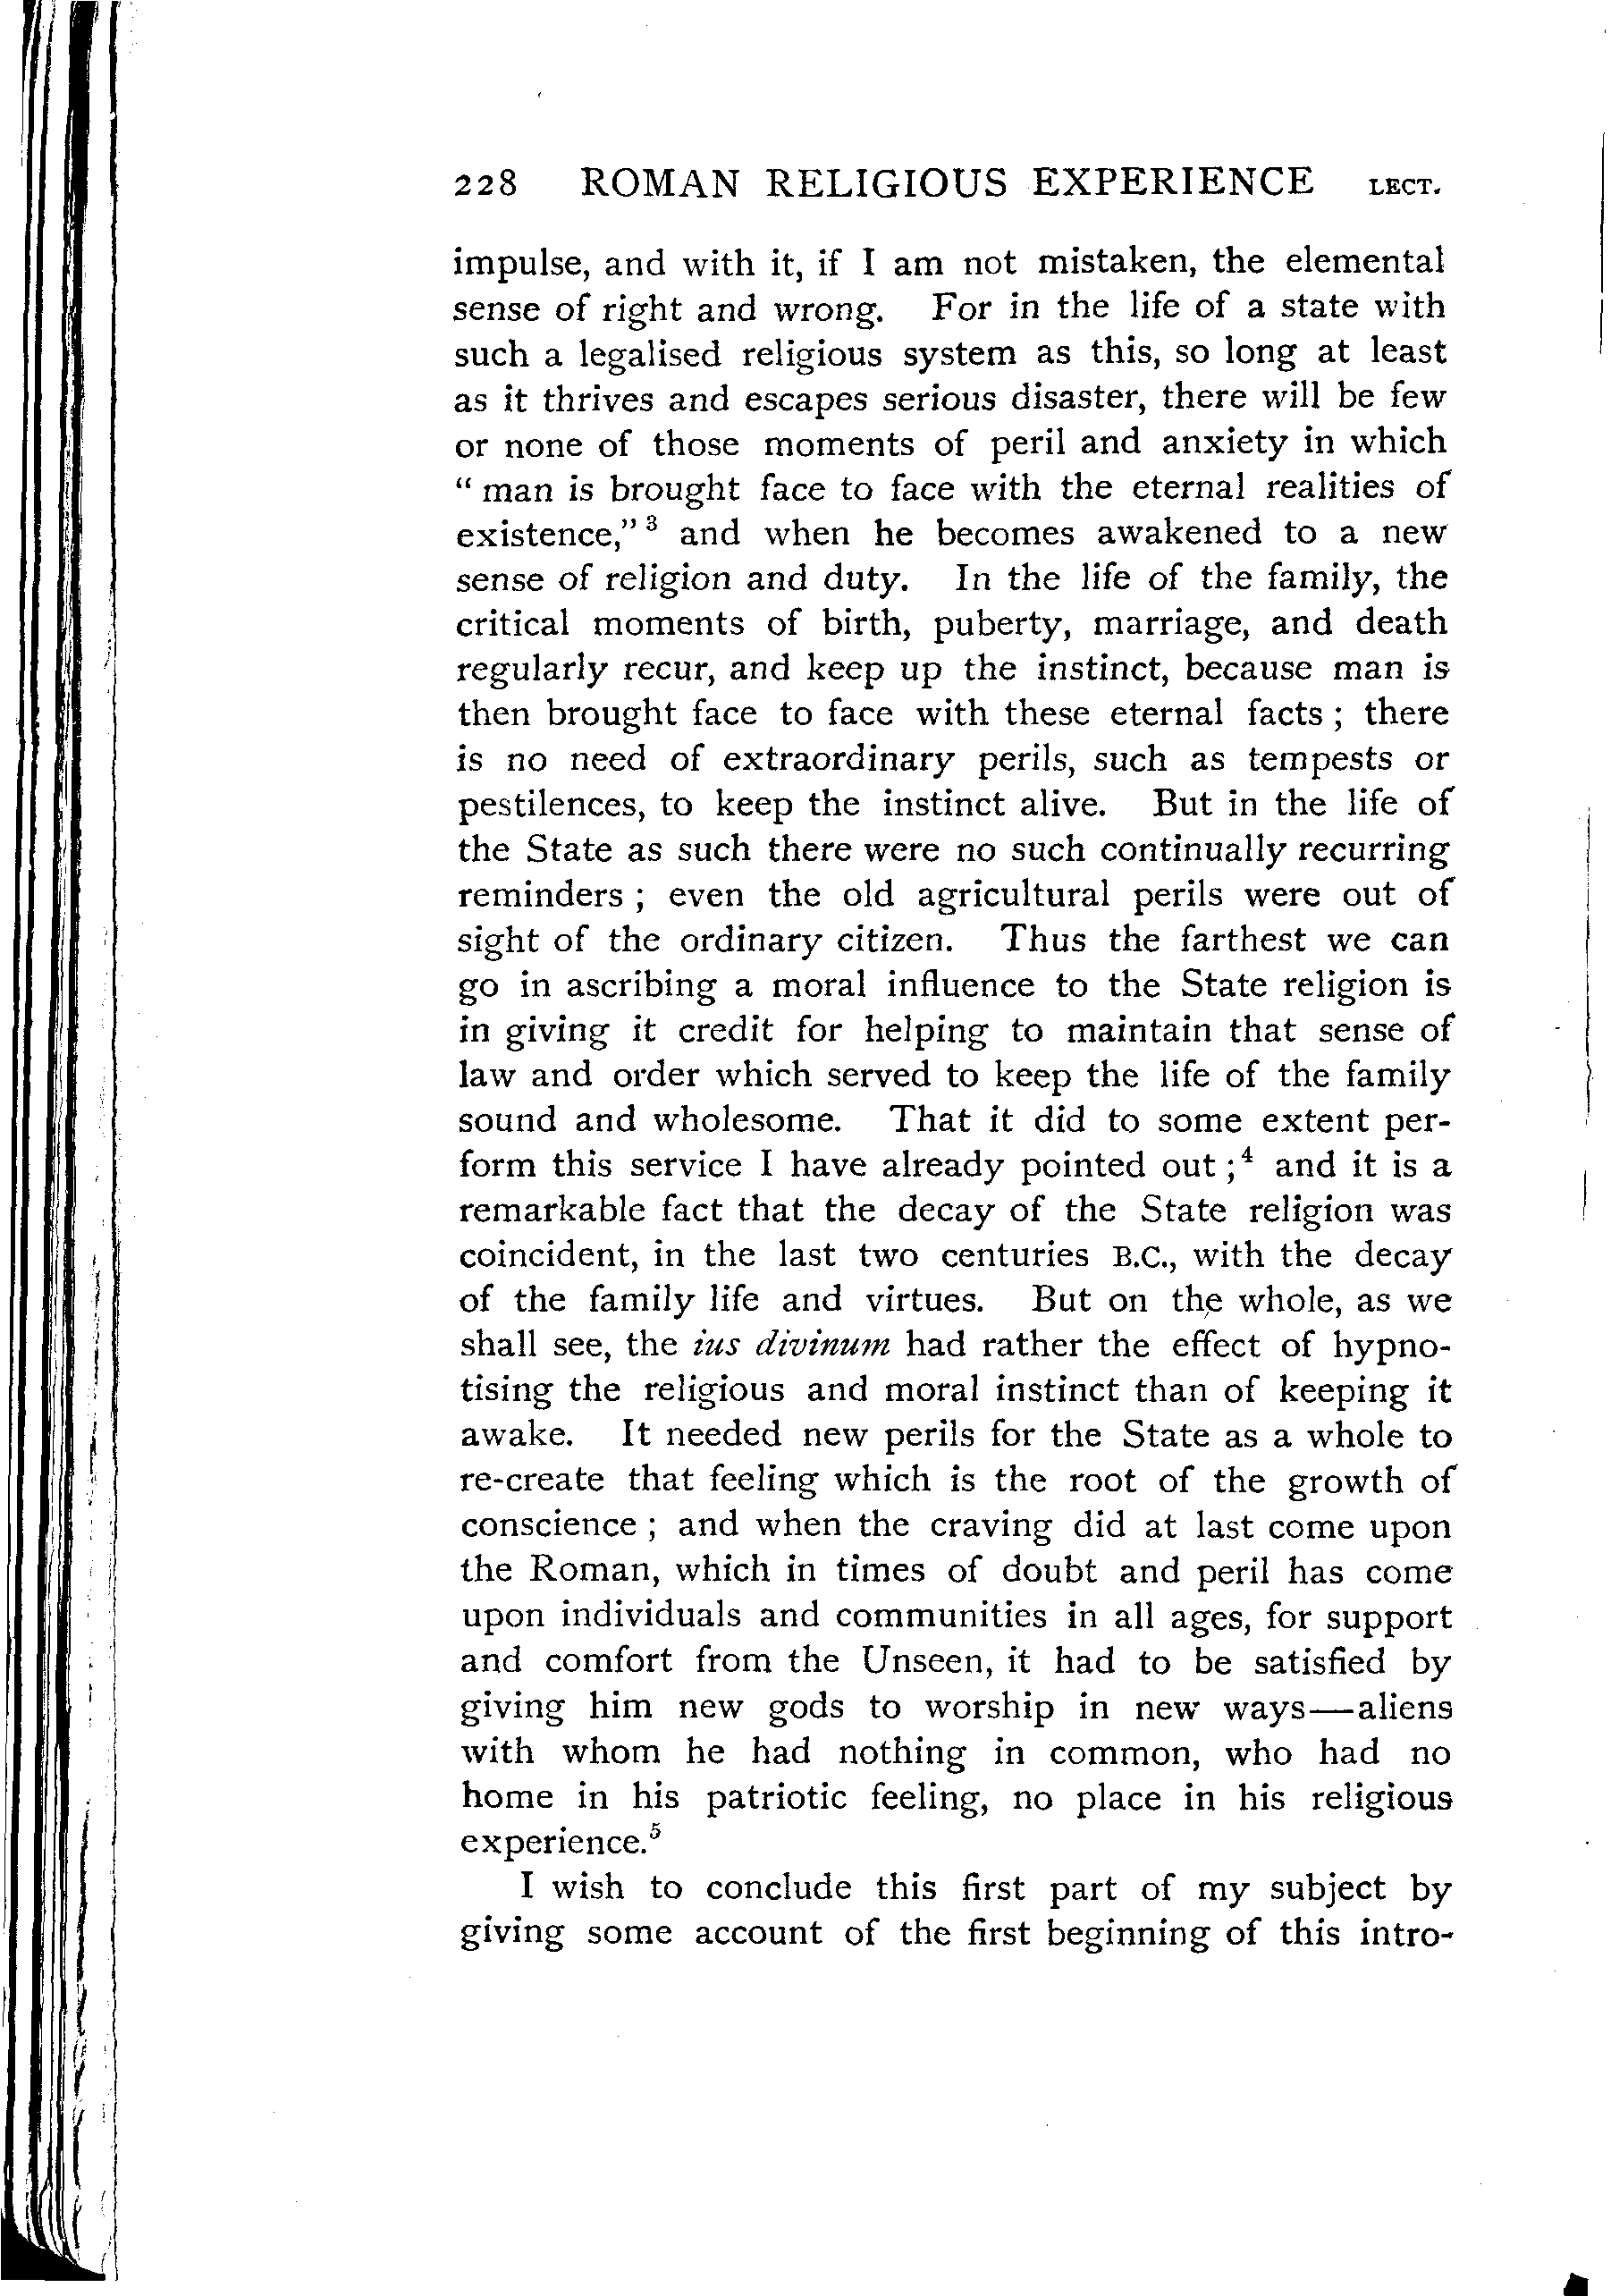 228 ROMAN RELIGIOUS EXPERIENCE LECT.
impulse, and with it, if I am not mistaken, the elemental
sense of right and wrong. For in the life of a state with
such a legalised religious system as this, so long at least
as it thrives and escapes serious disaster, there will be few
or none of those moments of peril and anxiety in which
“ man is brought face to face with the eternal realities of
existence,” ³ and when he becomes awakened to a new
sense of religion and duty. In the life of the family, the
critical moments of birth, puberty, marriage, and death
regularly recur, and keep up the instinct, because man is
then brought face to face with these eternal facts ; there
is no need of extraordinary perils, such as tempests or
pestilences, to keep the instinct alive. But in the life of
the State as such there were no such continually recurring
reminders ; even the old agricultural perils were out of
sight of the ordinary citizen. Thus the farthest we can
go in ascribing a moral influence to the State religion is
in giving it credit for helping to maintain that sense of
law and order which served to keep the life of the family
sound and wholesome. That it did to some extent per-
form this service I have already pointed out ; ⁴ and it is a
remarkable fact that the decay of the State religion was
coincident, in the last two centuries B.C., with the decay
of the family life and virtues. But on the whole, as we
shall see, the ius divinum had rather the effect of hypno-
tising the religious and moral instinct than of keeping it
awake. It needed new perils for the State as a whole to
re-create that feeling which is the root of the growth of
conscience ; and when the craving did at last come upon
the Roman, which in times of doubt and peril has come
upon individuals and communities in all ages, for support
and comfort from the Unseen, it had to be satisfied by
giving him new gods to worship in new ways—aliens
with whom he had nothing in common, who had no
home in his patriotic feeling, no place in his religious
experience.⁵
I wish to conclude this first part of my subject by
giving some account of the first beginning of this intro-